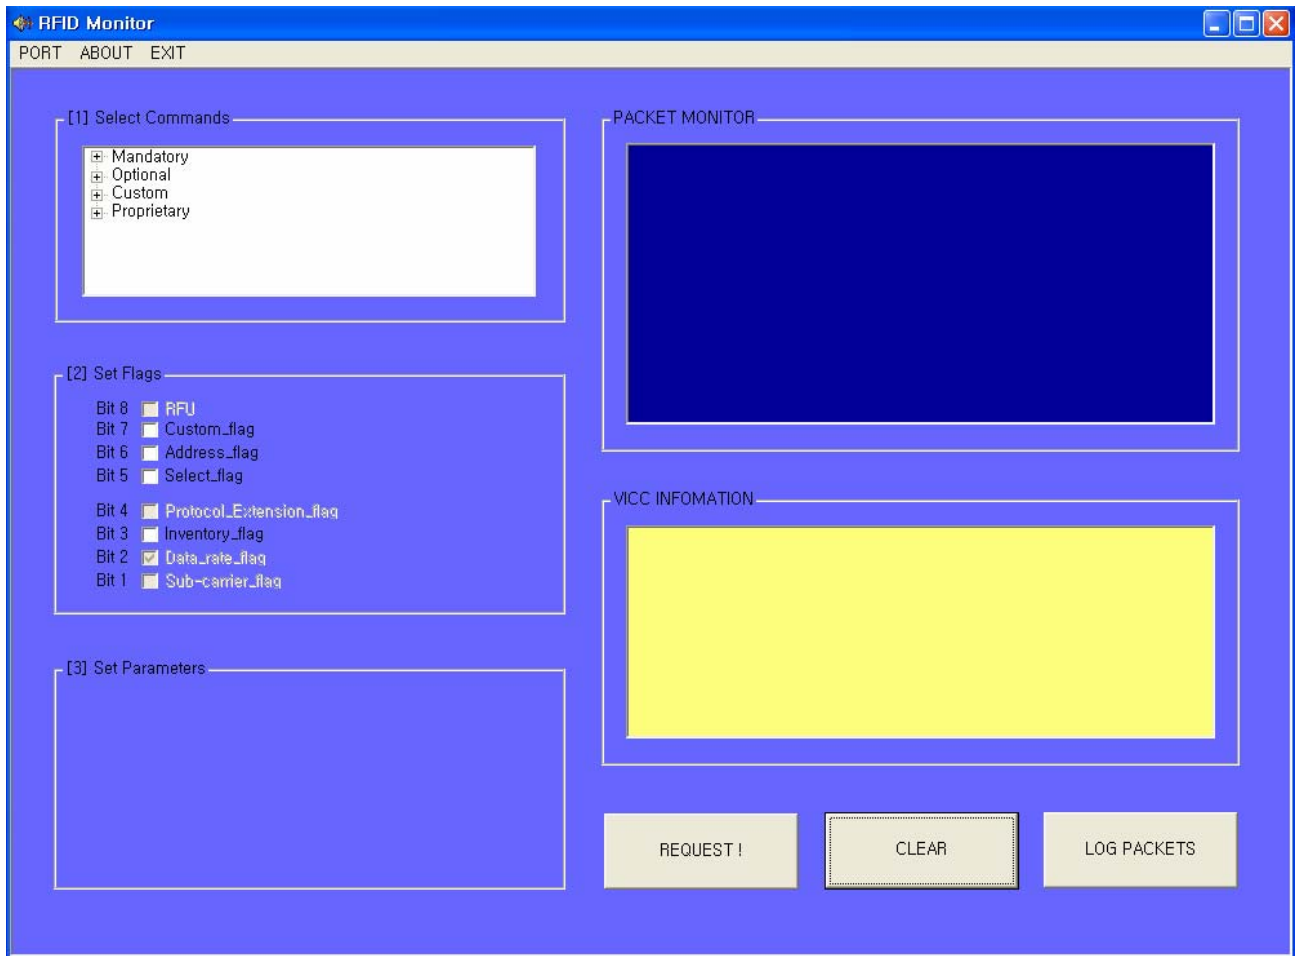 RFID Monitor
PORT ABOUT EXIT
[1] Select Commands
Mandatory
Optional
Custom
Proprietary
[2] Set Flags
Bit 8 RFU
Bit 7 Custom_flag
Bit 6 Address_flag
Bit 5 Select_flag
Bit 4 Protocol_Extension_flag
Bit 3 Inventory_flag
Bit 2 Data_rate_flag
Bit 1 Sub-carrier_flag
[3] Set Parameters
PACKET MONITOR
VICC INFOMATION
REQUEST !
CLEAR
LOG PACKETS